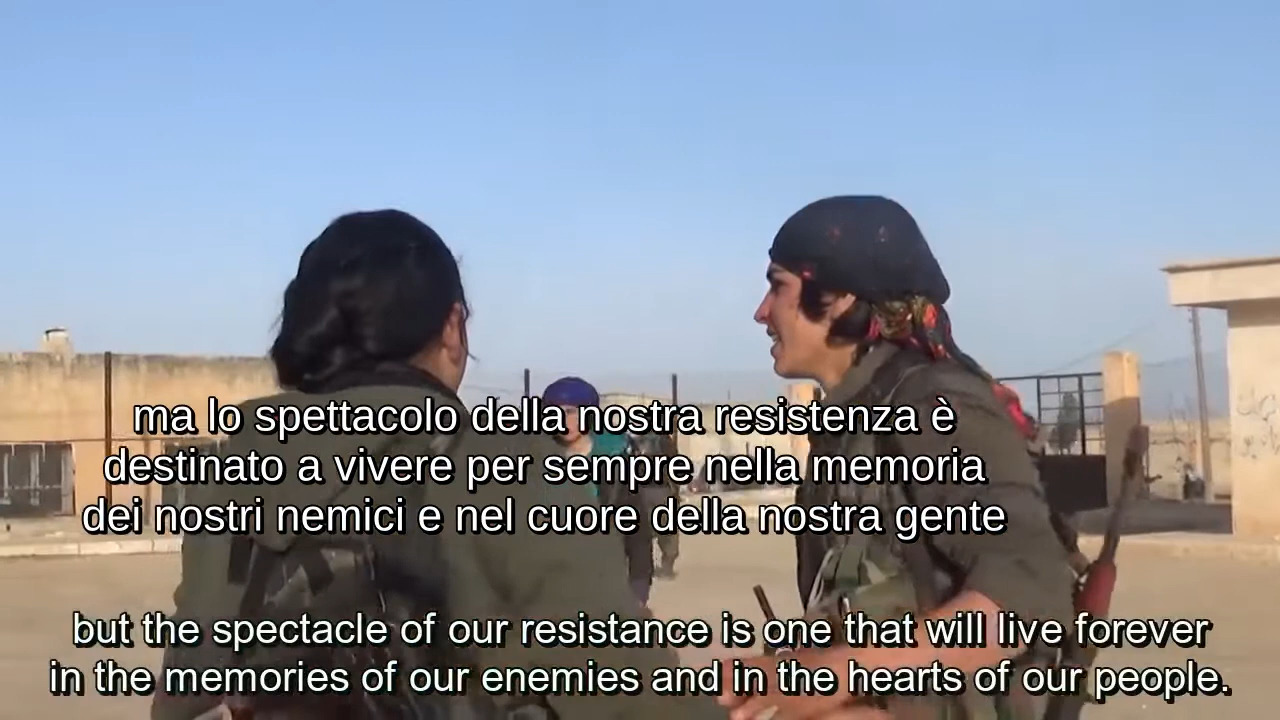 ma lo spettacolo della nostra resistenza è
destinato a vivere per sempre nella memoria
dei nostri nemici e nel cuore della nostra gente
but the spectacle of our resistance is one that will live forever
in the memories of our enemies and in the hearts of our people.